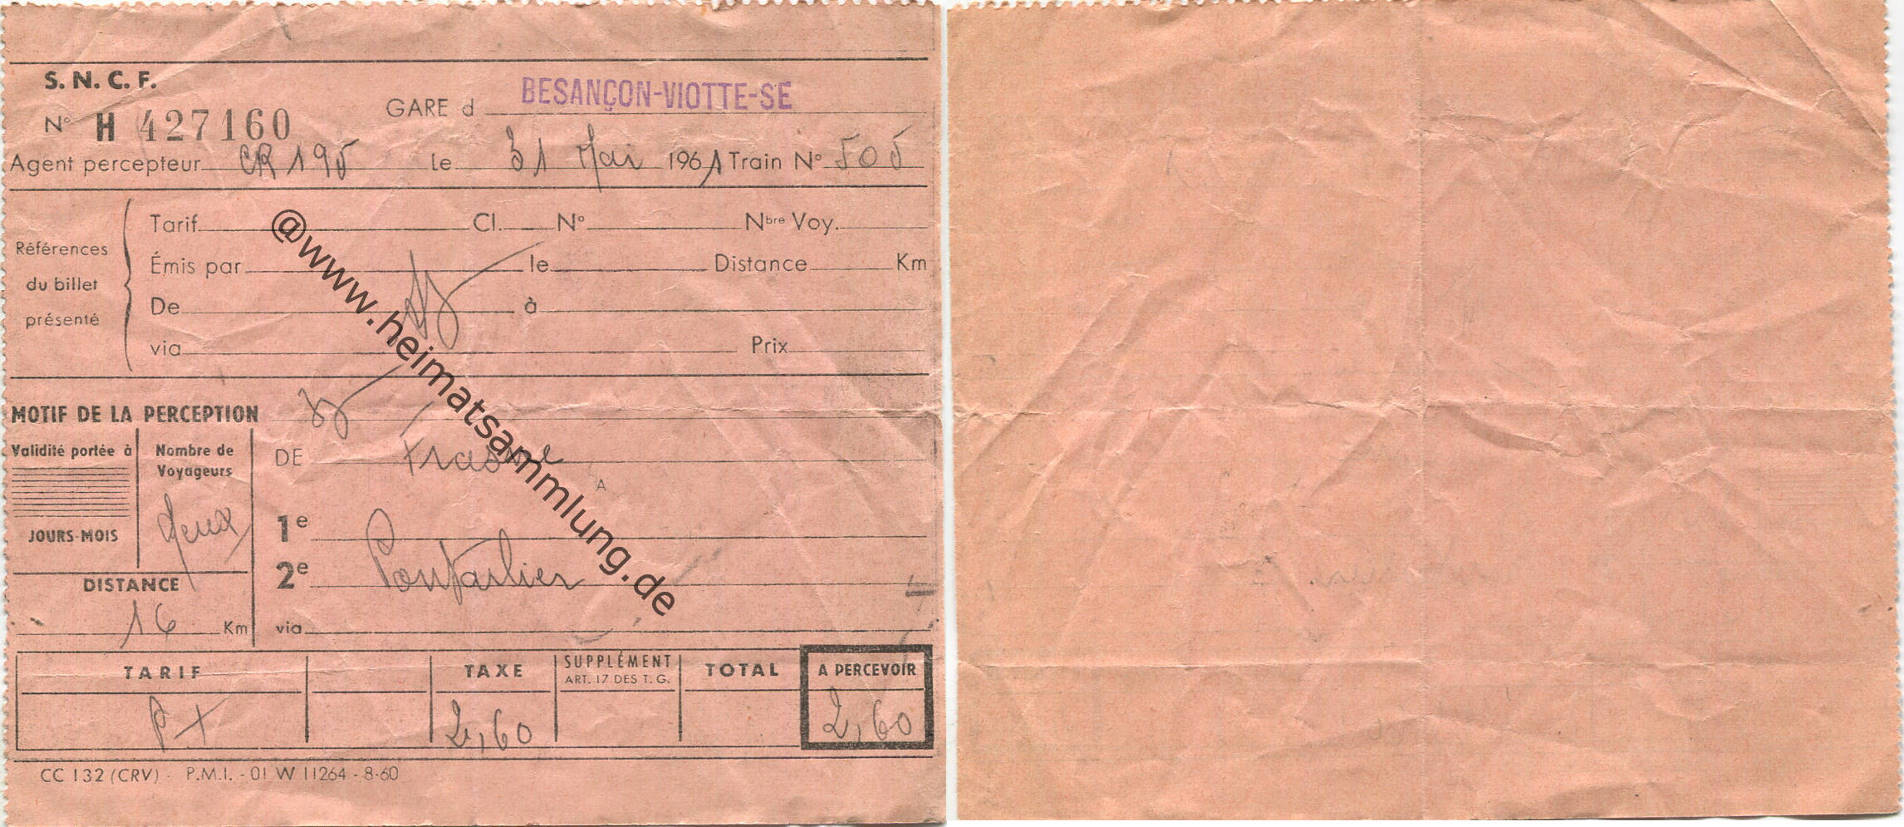 S. N. C. F.
N° H 427160
GARE d BESANÇON-VIOTTE-SE
Agent percepteur CR 195 le 31 Mai 1961 Train N° 505
Références du billet présenté
Tarif Cl. N° Nbre Voy.
Émis par le Distance Km
De à
via Prix
MOTIF DE LA PERCEPTION
Validité portée à
JOURS-MOIS
Nombre de Voyageurs
deux
DISTANCE
16 Km
DE Frasne
A
1e
2e Pontarlier
via
TARIF TAXE SUPPLÉMENT ART. 17 DES T. G. TOTAL A PERCEVOIR
P+ 2,60 2,60
CC 132 (CRV) - P.M.I. - 01 W 11264 - 8-60
@www.heimatsammlung.de